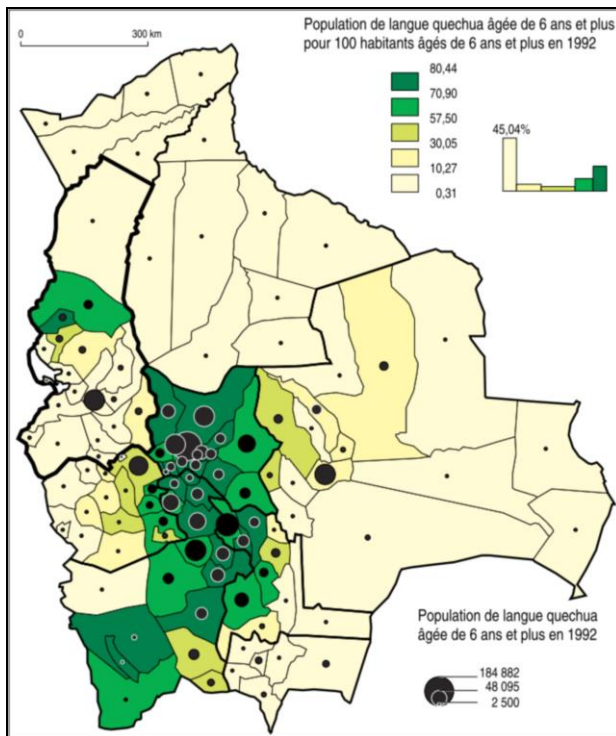 Population de langue quechua âgée de 6 ans et plus
pour 100 habitants âgés de 6 ans et plus en 1992
0 300 km
80,44
70,90
57,50
30,05
10,27
0,31
45,04%
Population de langue quechua
âgée de 6 ans et plus en 1992
184 882
48 095
2 500